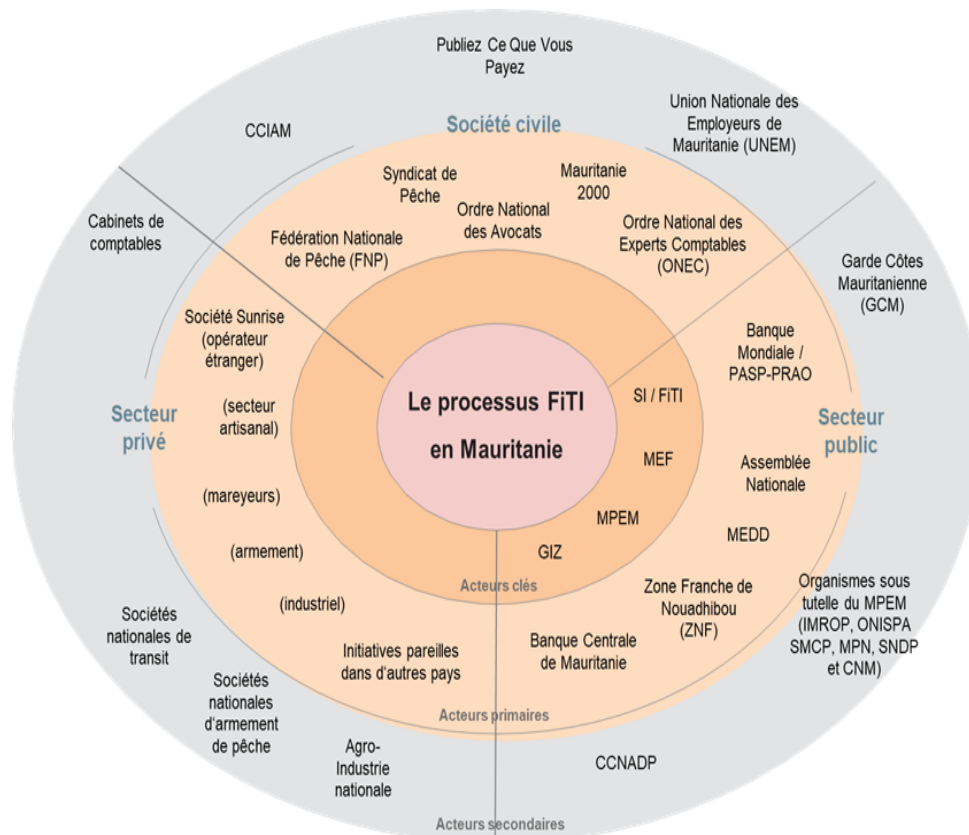 Publiez Ce Que Vous
Payez
CCIAM
Société civile
Union Nationale des
Employeurs de
Mauritanie (UNEM)
Syndicat de
Pêche
Mauritanie
2000
Cabinets de
comptables
Fédération Nationale
de Pêche (FNP)
Ordre National
des Avocats
Ordre National des
Experts Comptables
(ONEC)
Garde Côtes
Mauritanienne
(GCM)
Société Sunrise
(opérateur
étranger)
Banque
Mondiale /
PASP-PRAO
Le processus FiTI
en Mauritanie
SI / FiTI
Secteur
privé
(secteur
artisanal)
Secteur
public
MEF
Assemblée
Nationale
(mareyeurs)
MPEM
MEDD
(armement)
GIZ
Acteurs clés
(industriel)
Zone Franche de
Nouadhibou
(ZNF)
Organismes sous
tutelle du MPEM
(IMROP, ONISPA
SMCP, MPN, SNDP
et CNM)
Sociétés
nationales de
transit
Initiatives pareilles
dans d'autres pays
Banque Centrale
de Mauritanie
Sociétés
nationales
d'armement
de pêche
Acteurs primaires
Agro-
Industrie
nationale
CCNADP
Acteurs secondaires